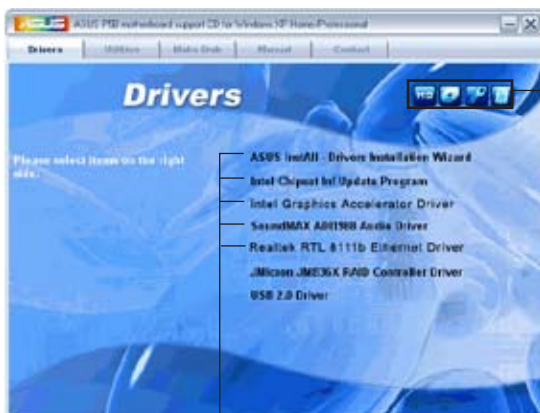 ASUS
ASUS P5B motherboard support CD for Windows XP Home/Professional
Drivers
Utilities
Make Disk
Manual
Contact
Drivers
Please select items on the right side.
ASUS InstAll - Drivers Installation Wizard
Intel Chipset Inf Update Program
Intel Graphics Accelerator Driver
SoundMAX Audio Driver
Realtek RTL 8111b Ethernet Driver
JMicron JMB36X RAID Controller Driver
USB 2.0 Driver